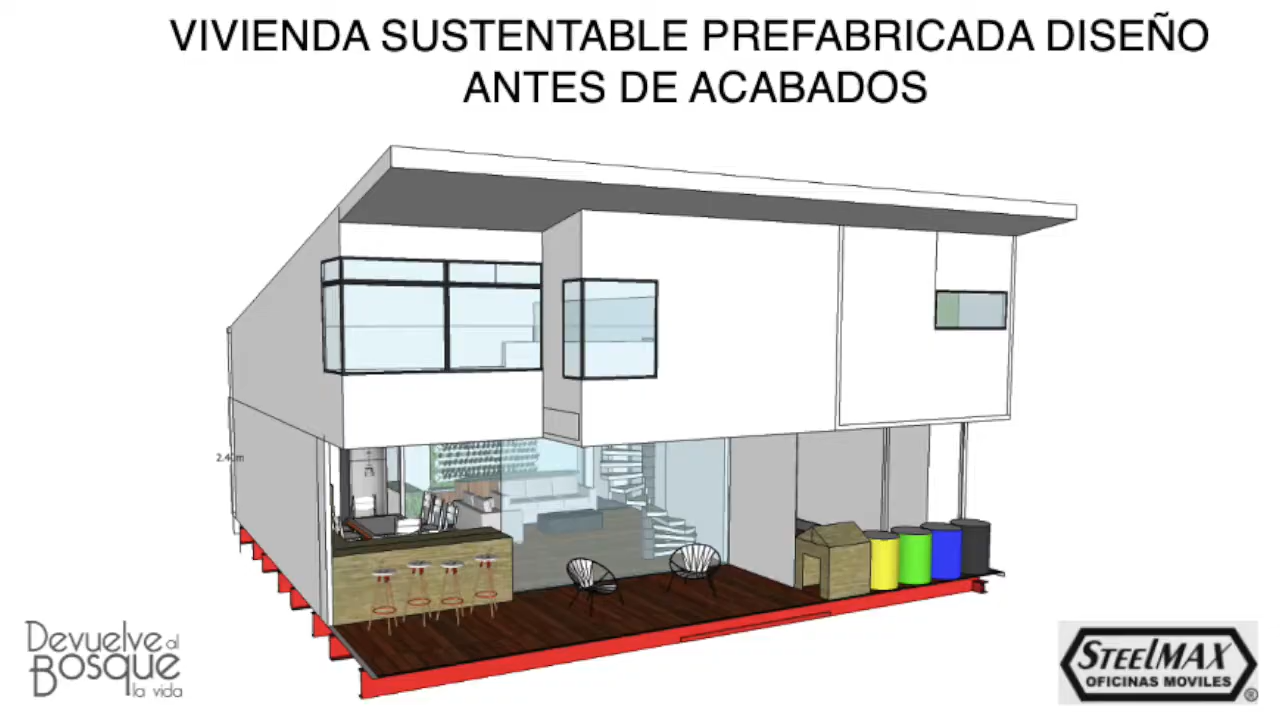 VIVIENDA SUSTENTABLE PREFABRICADA DISEÑO
ANTES DE ACABADOS
2.40m
Devuelve al
Bosque
la vida
STEELMAX
OFICINAS MOVILES
®